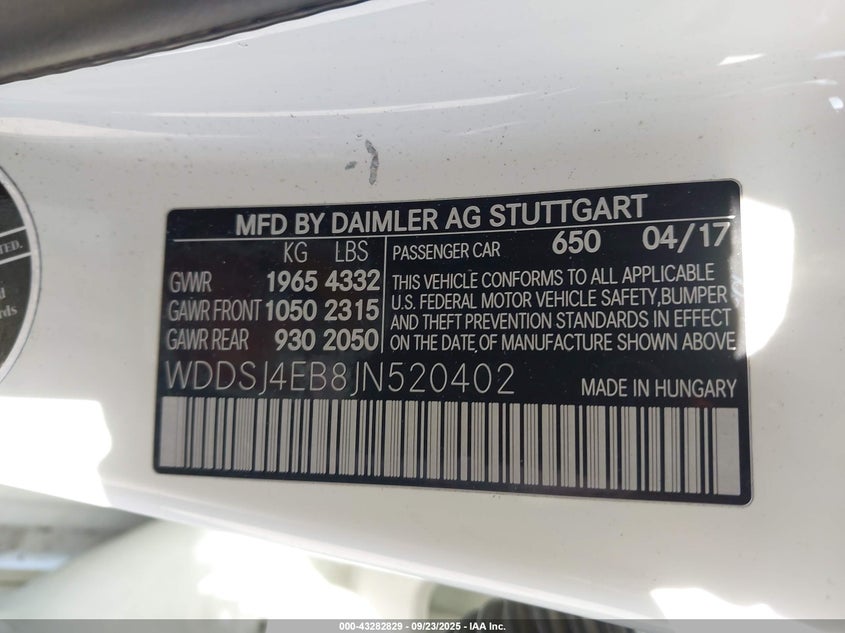 TED.
d
rds
MFD BY DAIMLER AG STUTTGART
KG LBS
GVWR 1965 4332
GAWR FRONT 1050 2315
GAWR REAR 930 2050
PASSENGER CAR 650 04/17
THIS VEHICLE CONFORMS TO ALL APPLICABLE
U.S. FEDERAL MOTOR VEHICLE SAFETY, BUMPER
AND THEFT PREVENTION STANDARDS IN EFFECT
ON THE DATE OF MANUFACTURE SHOWN ABOVE.
WDDSJ4EB8JN520402
MADE IN HUNGARY
000-43282829 - 09/23/2025 - IAA Inc.